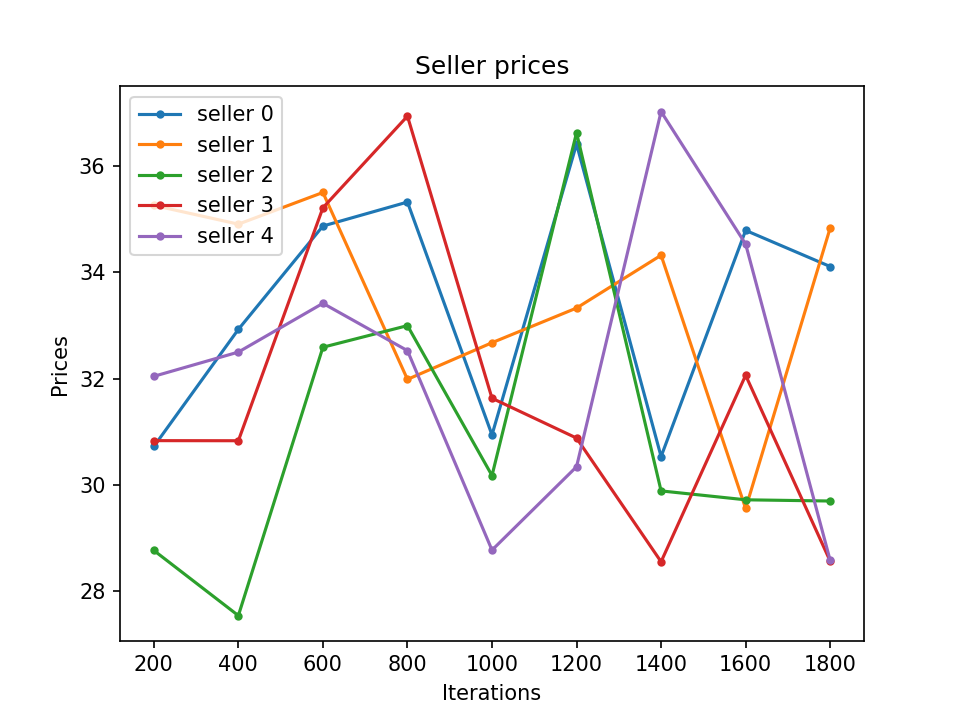 Seller prices
seller 0
seller 1
seller 2
seller 3
seller 4
36
34
32
30
28
Prices
200 400 600 800 1000 1200 1400 1600 1800
Iterations